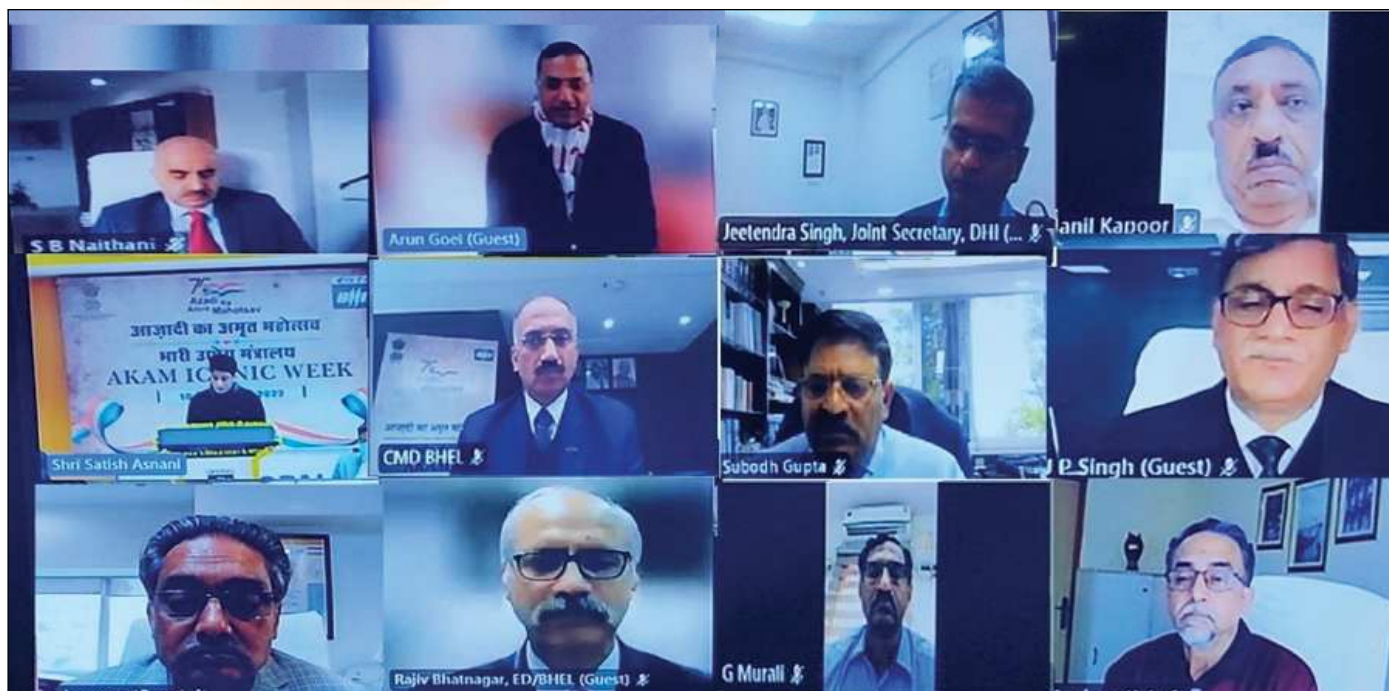 S B Naithani
Arun Goel (Guest)
Jeetendra Singh, Joint Secretary, DHI (...
anil Kapoor
Azadi Ka
Amrit Mahotsav
आज़ादी का अमृत महोत्सव
भारी उद्योग मंत्रालय
AKAM ICONIC WEEK
2022
Shri Satish Asnani
CMD BHEL
Subodh Gupta
J P Singh (Guest)
Rajiv Bhatnagar, ED/BHEL (Guest)
G Murali